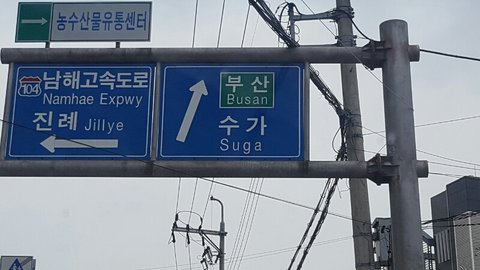 농수산물유통센터
104 남해고속도로
Namhae Expwy
진례 Jillye
부산
Busan
수가
Suga